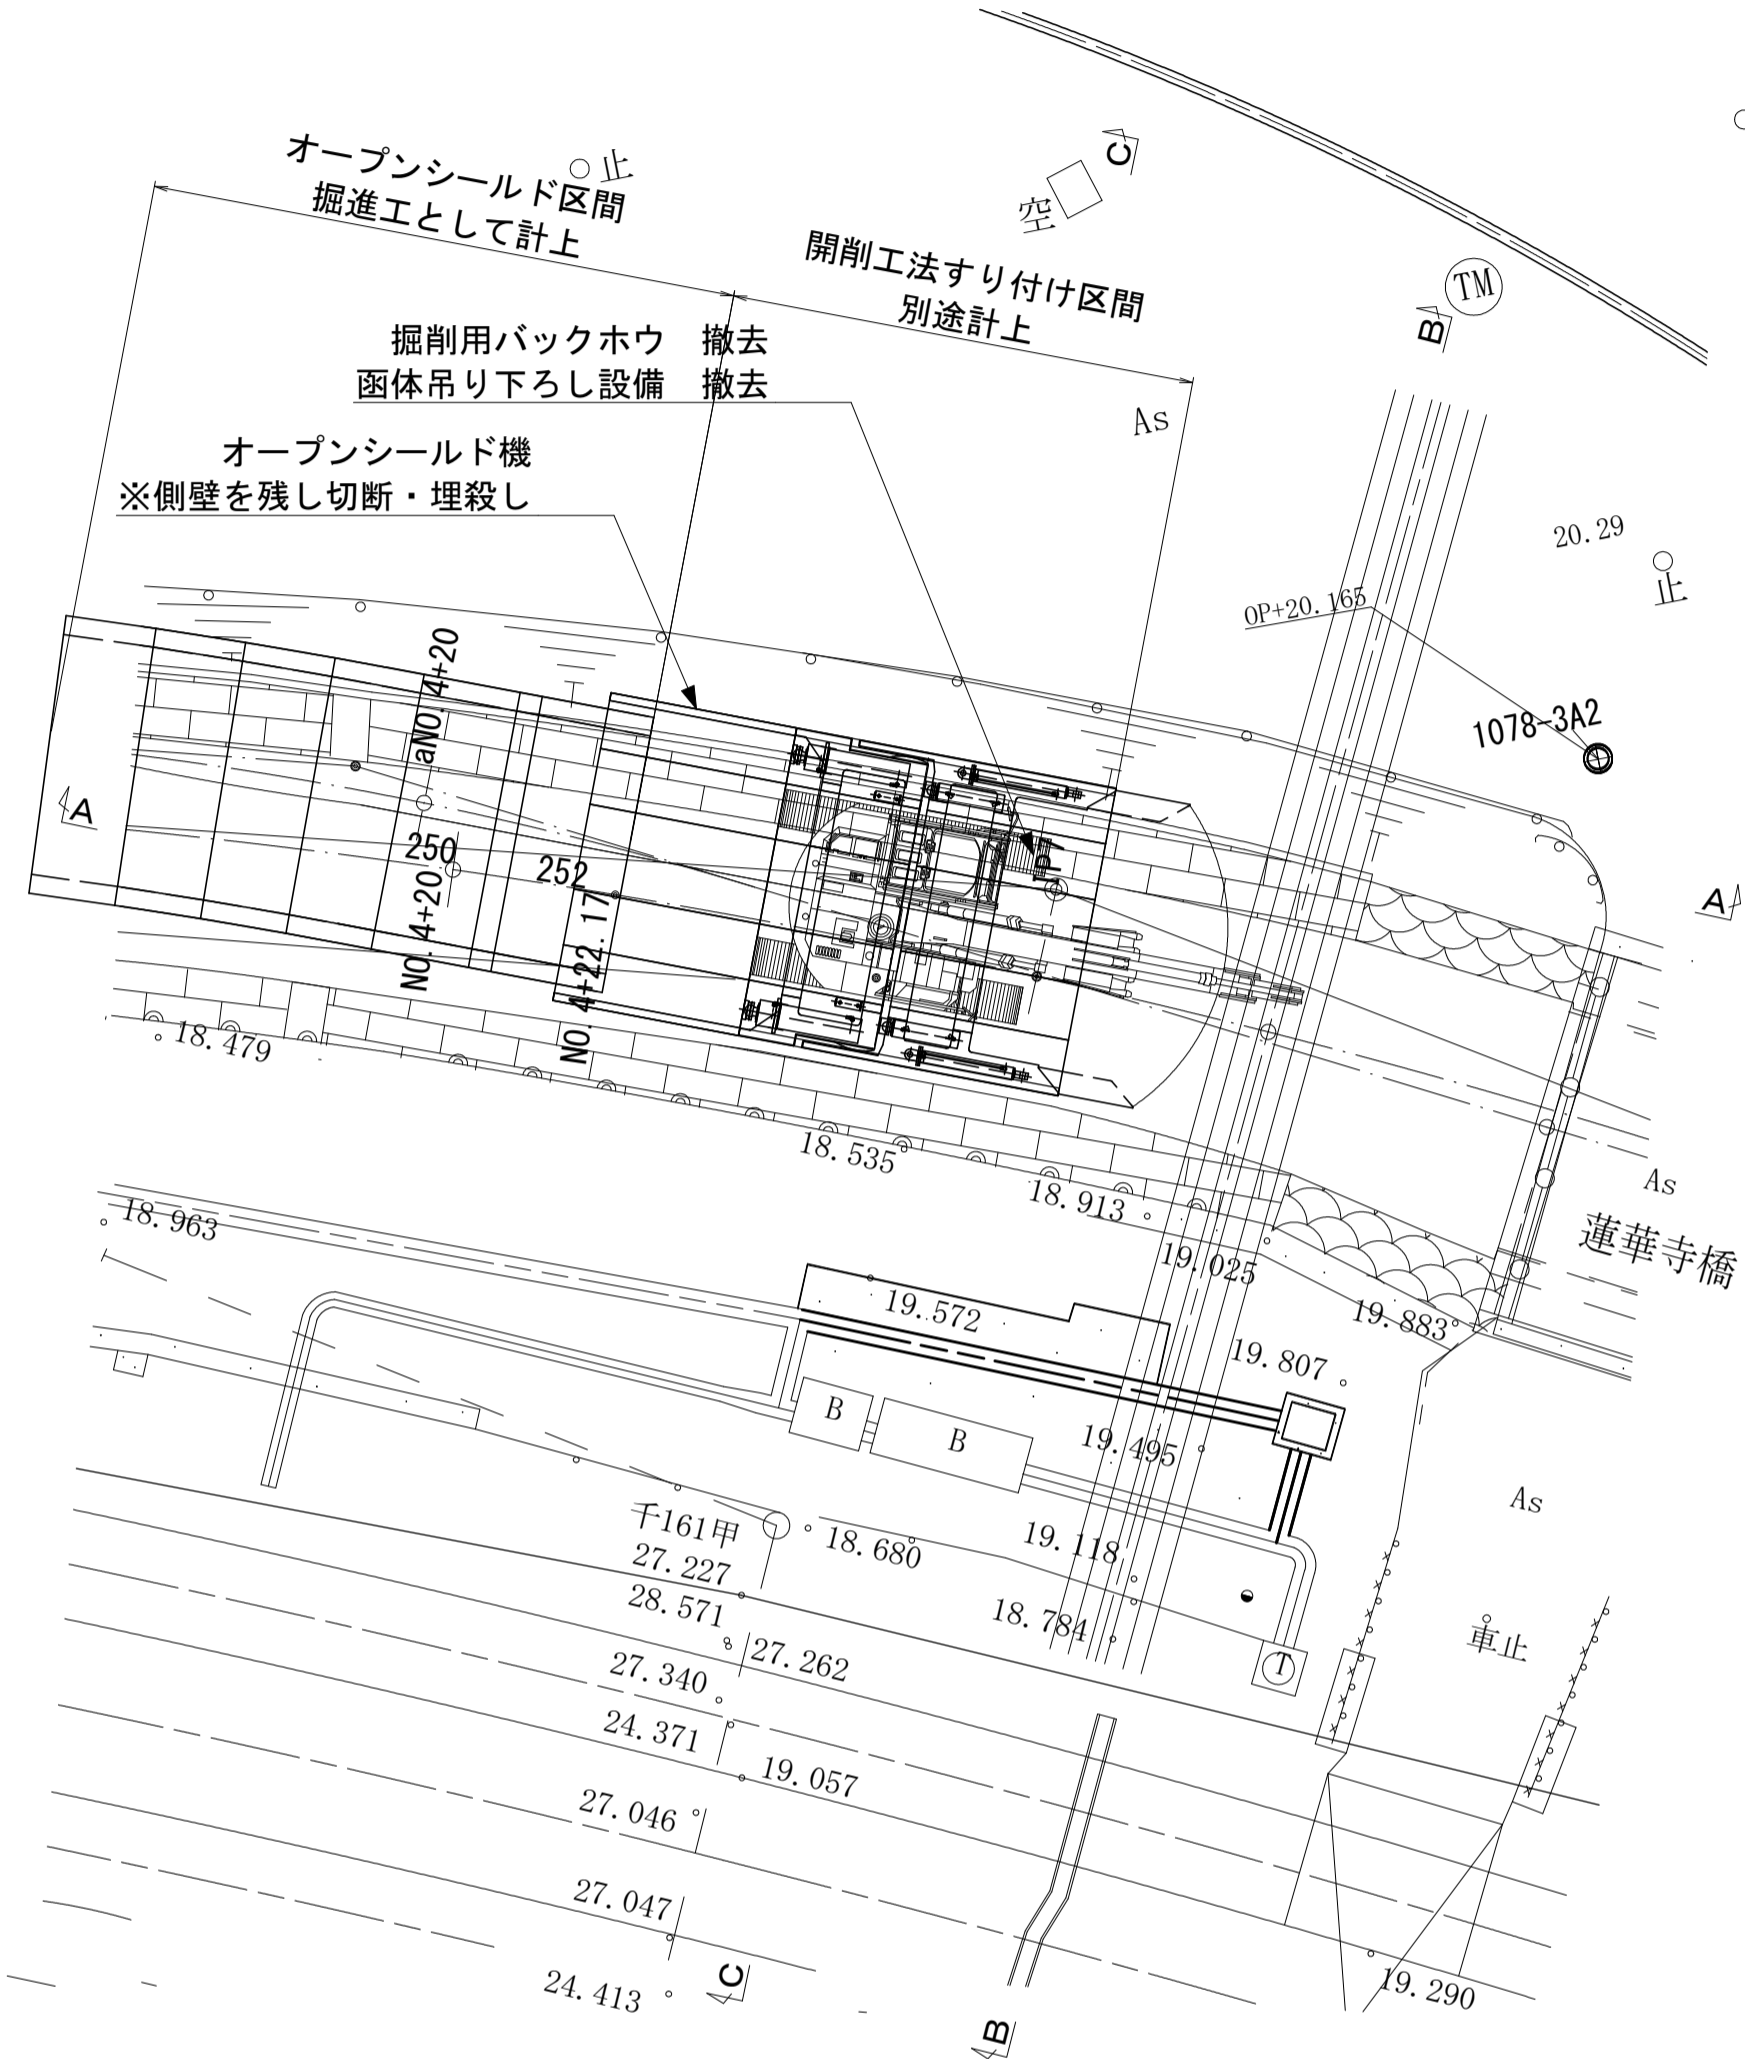 オープンシールド区間
掘進工として計上
止
空
C
開削工法すり付け区間
別途計上
TM
B
掘削用バックホウ　撤去
函体吊り下ろし設備　撤去
As
オープンシールド機
※側壁を残し切断・埋殺し
20.29
止
OP+20.165
1078-3A2
aNO.4+20
A
A
250
252
NO.4+20
NO.4+22.17
18.479
18.535
18.913
As
蓮華寺橋
18.963
19.025
19.572
19.883
19.807
B
B
19.495
As
千161甲
18.680
19.118
27.227
28.571
18.784
27.262
車止
T
27.340
24.371
19.057
27.046
27.047
24.413
C
19.290
B